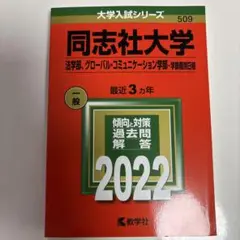 大学入試シリーズ
509
同志社大学
法学部、グローバル・コミュニケーション学部-学部個別日程
一般
最近3カ年
傾向と対策
過去問
解答
2022
教学社